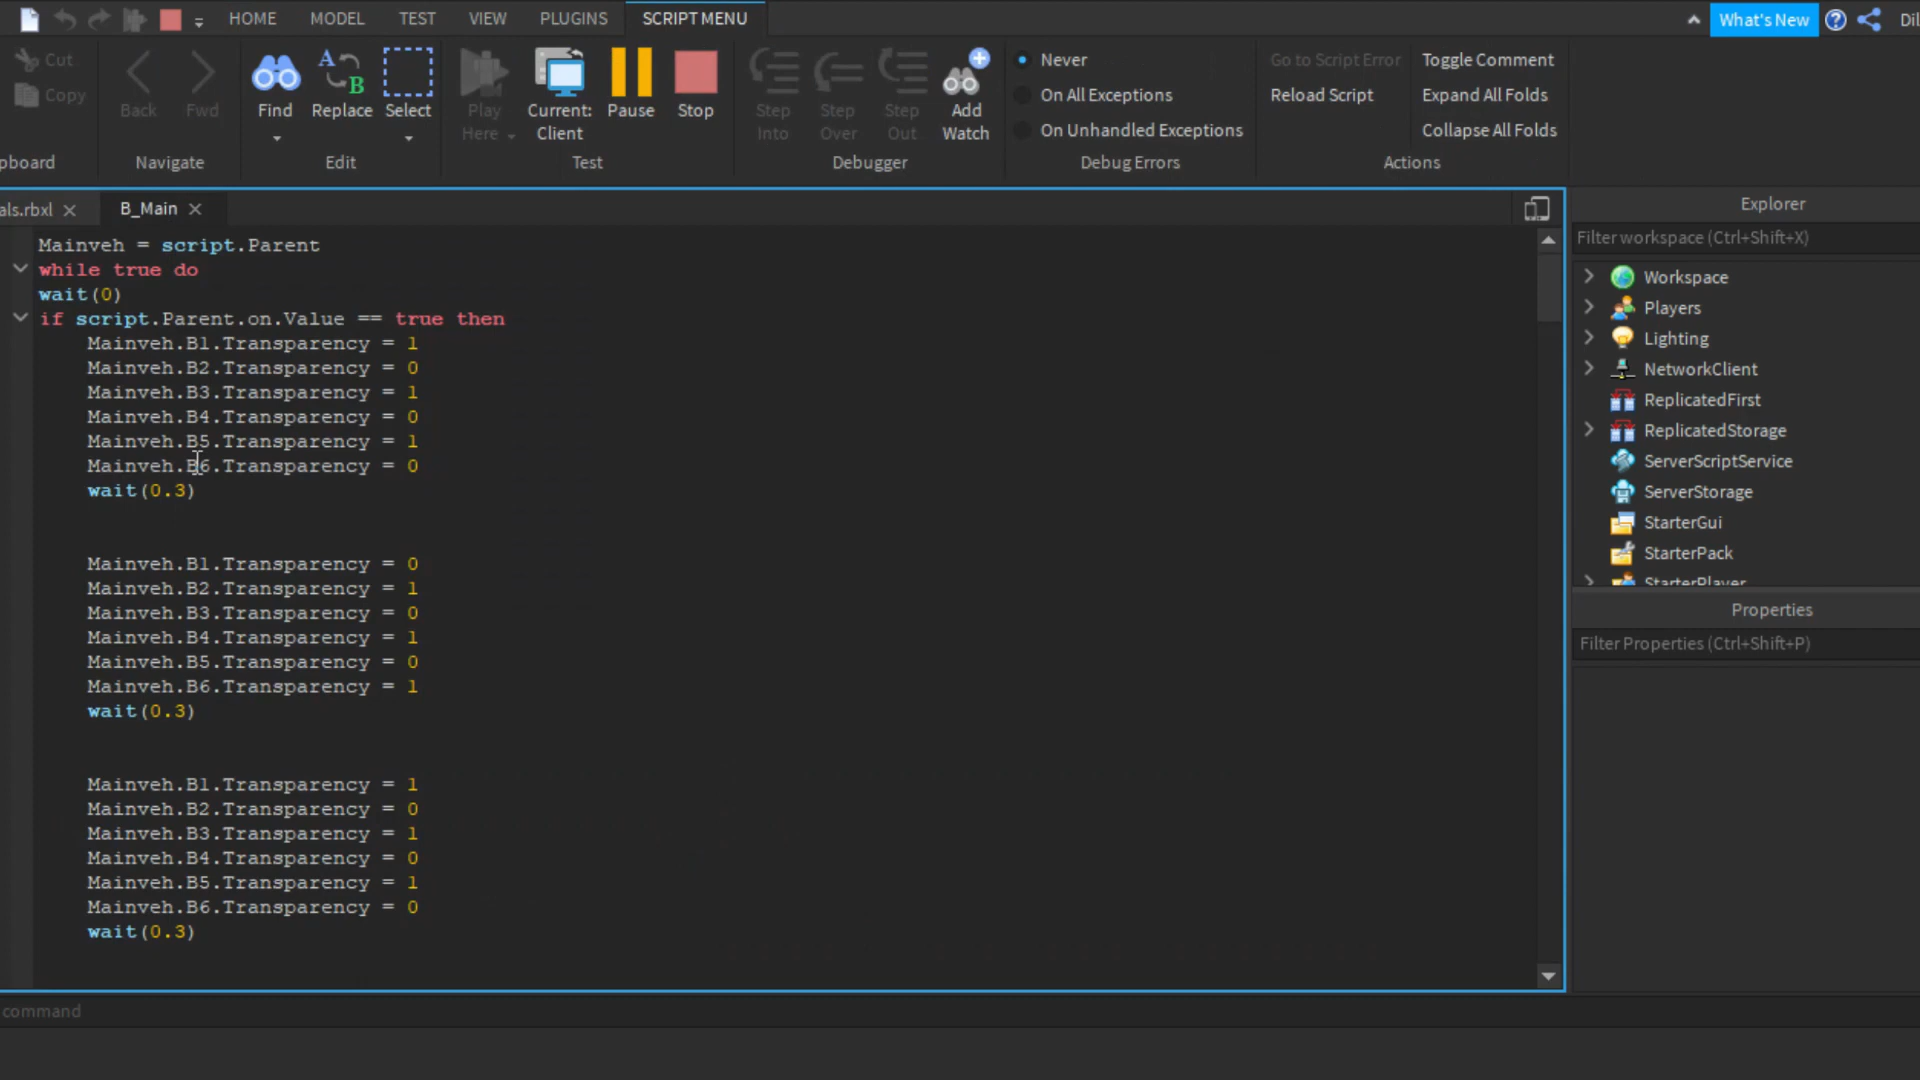 HOME MODEL TEST VIEW PLUGINS SCRIPT MENU What's New Dil
Cut
Copy
pboard
Back Fwd
Navigate
Find Replace Select
Edit
A B
Play Here
Current: Client
Pause Stop
Test
Step Into
Step Over
Step Out
Add Watch
Debugger
Never
On All Exceptions
On Unhandled Exceptions
Debug Errors
Go to Script Error
Reload Script
Toggle Comment
Expand All Folds
Collapse All Folds
Actions
als.rbxl B_Main
Mainveh = script.Parent
while true do
wait(0)
if script.Parent.on.Value == true then
Mainveh.B1.Transparency = 1
Mainveh.B2.Transparency = 0
Mainveh.B3.Transparency = 1
Mainveh.B4.Transparency = 0
Mainveh.B5.Transparency = 1
Mainveh.B6.Transparency = 0
wait(0.3)
Mainveh.B1.Transparency = 0
Mainveh.B2.Transparency = 1
Mainveh.B3.Transparency = 0
Mainveh.B4.Transparency = 1
Mainveh.B5.Transparency = 0
Mainveh.B6.Transparency = 1
wait(0.3)
Mainveh.B1.Transparency = 1
Mainveh.B2.Transparency = 0
Mainveh.B3.Transparency = 1
Mainveh.B4.Transparency = 0
Mainveh.B5.Transparency = 1
Mainveh.B6.Transparency = 0
wait(0.3)
command
Explorer
Filter workspace (Ctrl+Shift+X)
Workspace
Players
Lighting
NetworkClient
ReplicatedFirst
ReplicatedStorage
ServerScriptService
ServerStorage
StarterGui
StarterPack
StarterPlayer
Properties
Filter Properties (Ctrl+Shift+P)